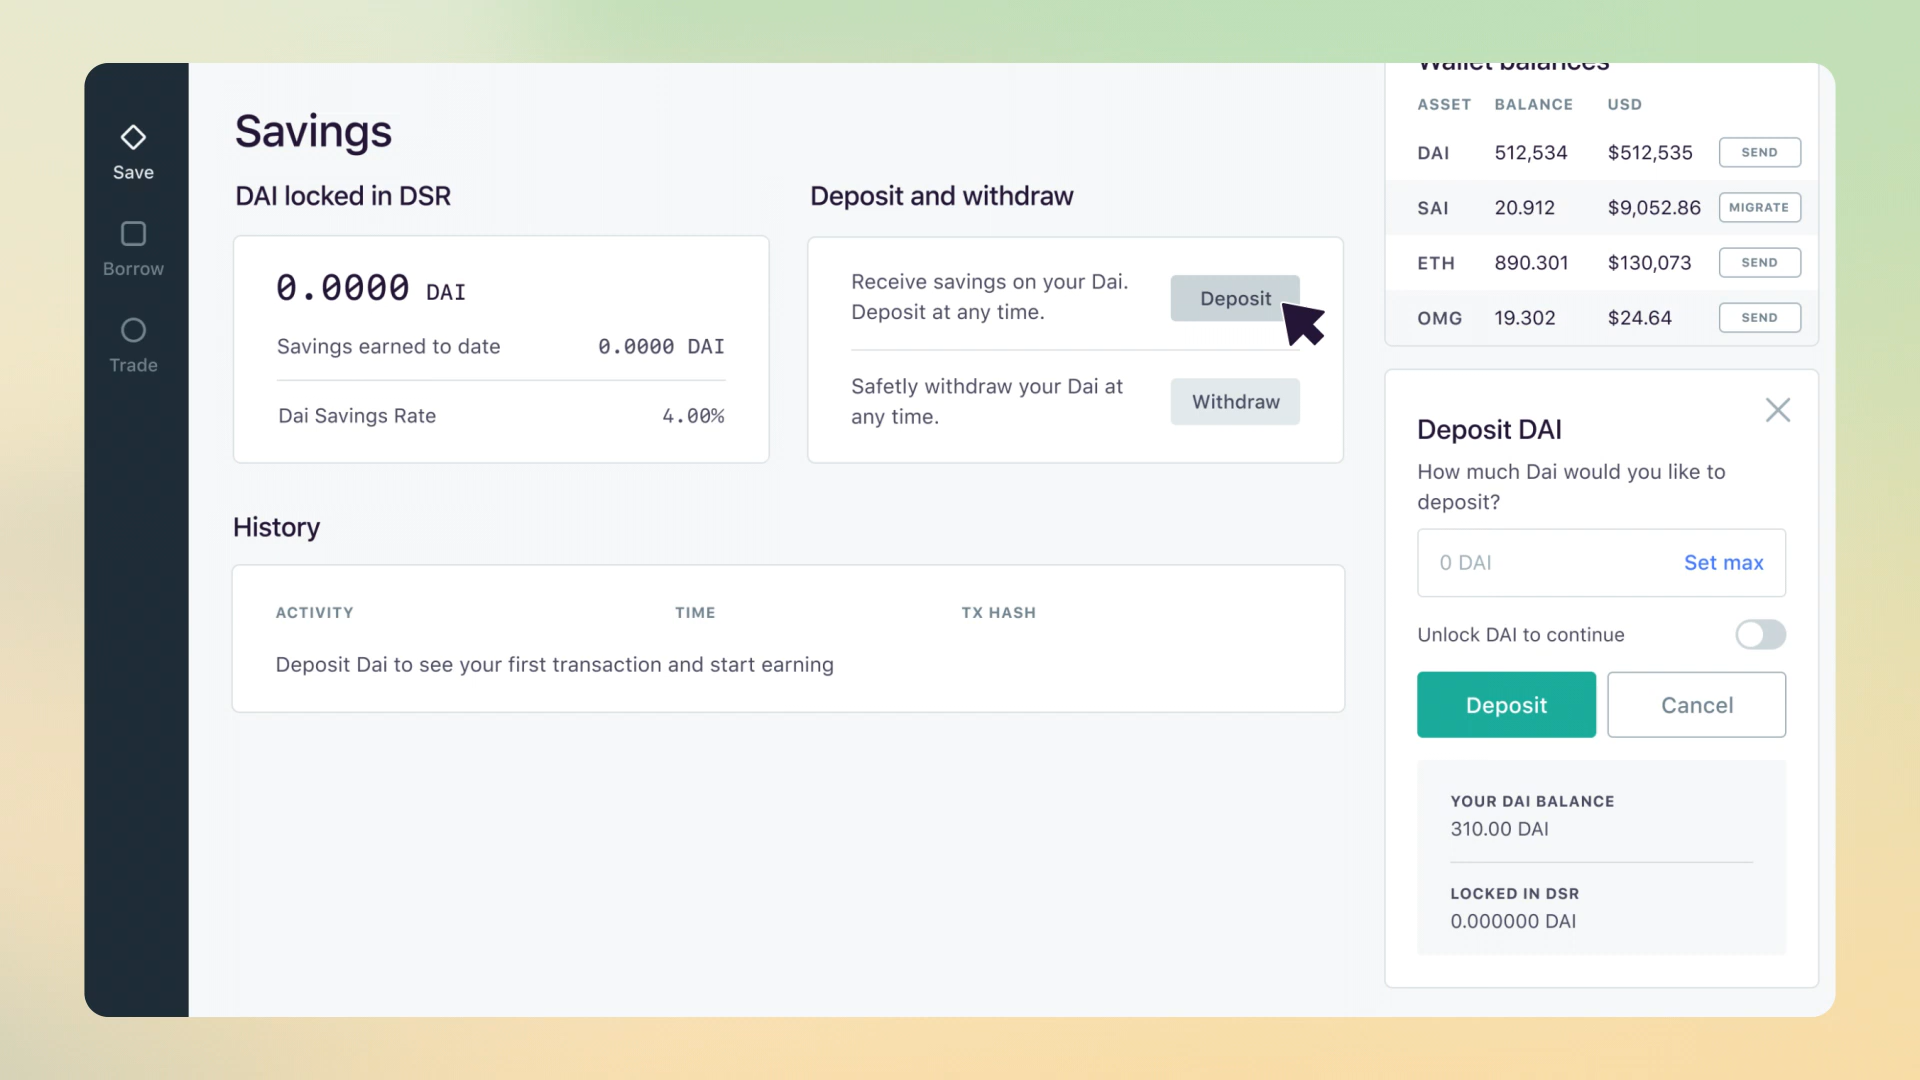 Save
Borrow
Trade
Savings
DAI locked in DSR
0.0000 DAI
Savings earned to date 0.0000 DAI
Dai Savings Rate 4.00%
Deposit and withdraw
Receive savings on your Dai.
Deposit at any time.
Deposit
Safetly withdraw your Dai at
any time.
Withdraw
History
ACTIVITY TIME TX HASH
Deposit Dai to see your first transaction and start earning
Wallet balances
ASSET BALANCE USD
DAI 512,534 $512,535 SEND
SAI 20.912 $9,052.86 MIGRATE
ETH 890.301 $130,073 SEND
OMG 19.302 $24.64 SEND
Deposit DAI
How much Dai would you like to
deposit?
0 DAI Set max
Unlock DAI to continue
Deposit Cancel
YOUR DAI BALANCE
310.00 DAI
LOCKED IN DSR
0.000000 DAI